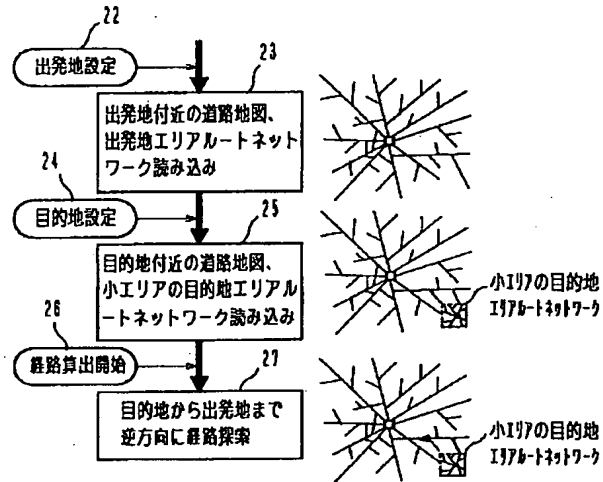 22
出発地設定
23
出発地付近の道路地図、
出発地エリアルートネット
ワーク読み込み
24
目的地設定
25
目的地付近の道路地図、
小エリアの目的地エリアル
ートネットワーク読み込み
小エリアの目的地
エリアルートネットワーク
26
経路算出開始
27
目的地から出発地まで
逆方向に経路探索
小エリアの目的地
エリアルートネットワーク